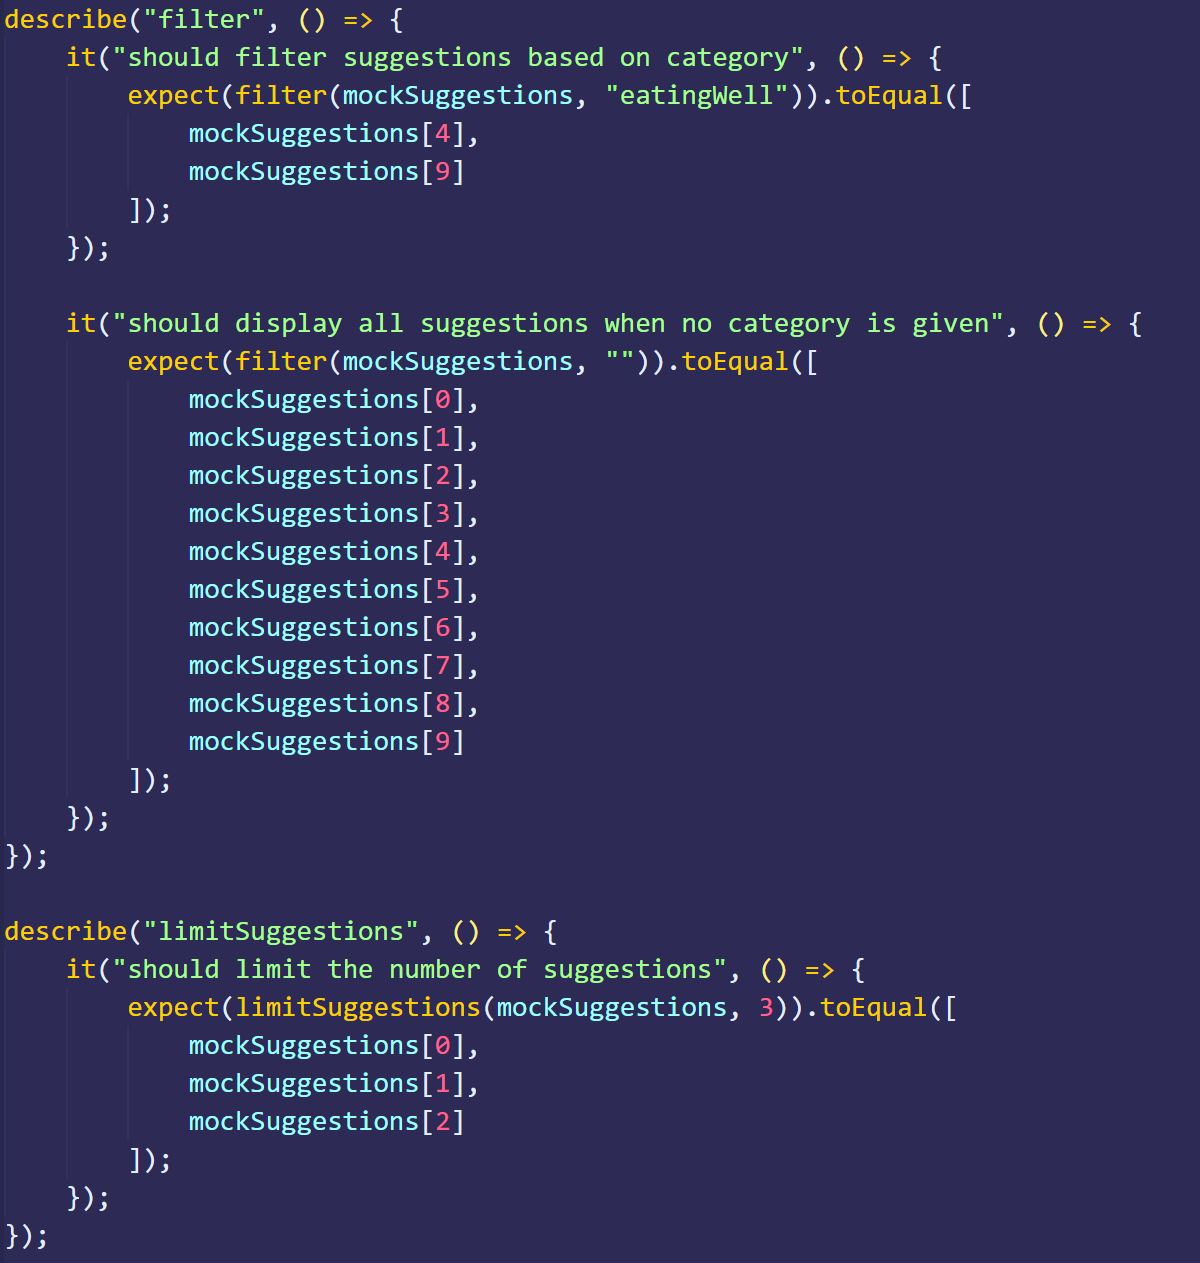 describe("filter", () => {
    it("should filter suggestions based on category", () => {
        expect(filter(mockSuggestions, "eatingWell")).toEqual([
            mockSuggestions[4],
            mockSuggestions[9]
        ]);
    });

    it("should display all suggestions when no category is given", () => {
        expect(filter(mockSuggestions, "")).toEqual([
            mockSuggestions[0],
            mockSuggestions[1],
            mockSuggestions[2],
            mockSuggestions[3],
            mockSuggestions[4],
            mockSuggestions[5],
            mockSuggestions[6],
            mockSuggestions[7],
            mockSuggestions[8],
            mockSuggestions[9]
        ]);
    });
});

describe("limitSuggestions", () => {
    it("should limit the number of suggestions", () => {
        expect(limitSuggestions(mockSuggestions, 3)).toEqual([
            mockSuggestions[0],
            mockSuggestions[1],
            mockSuggestions[2]
        ]);
    });
});